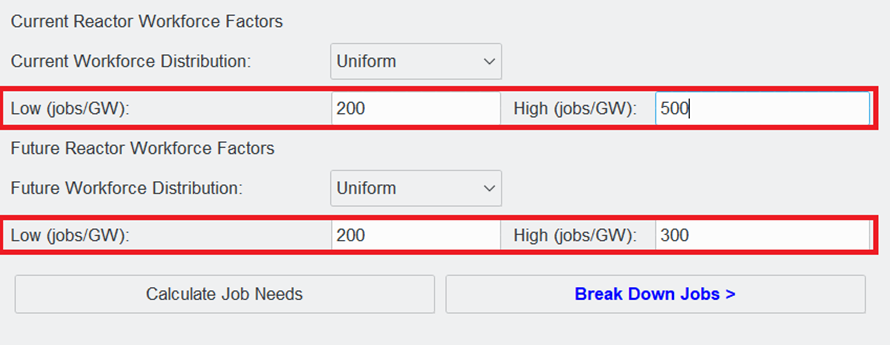 Current Reactor Workforce Factors
Current Workforce Distribution: Uniform
Low (jobs/GW): 200 High (jobs/GW): 500
Future Reactor Workforce Factors
Future Workforce Distribution: Uniform
Low (jobs/GW): 200 High (jobs/GW): 300
Calculate Job Needs Break Down Jobs >